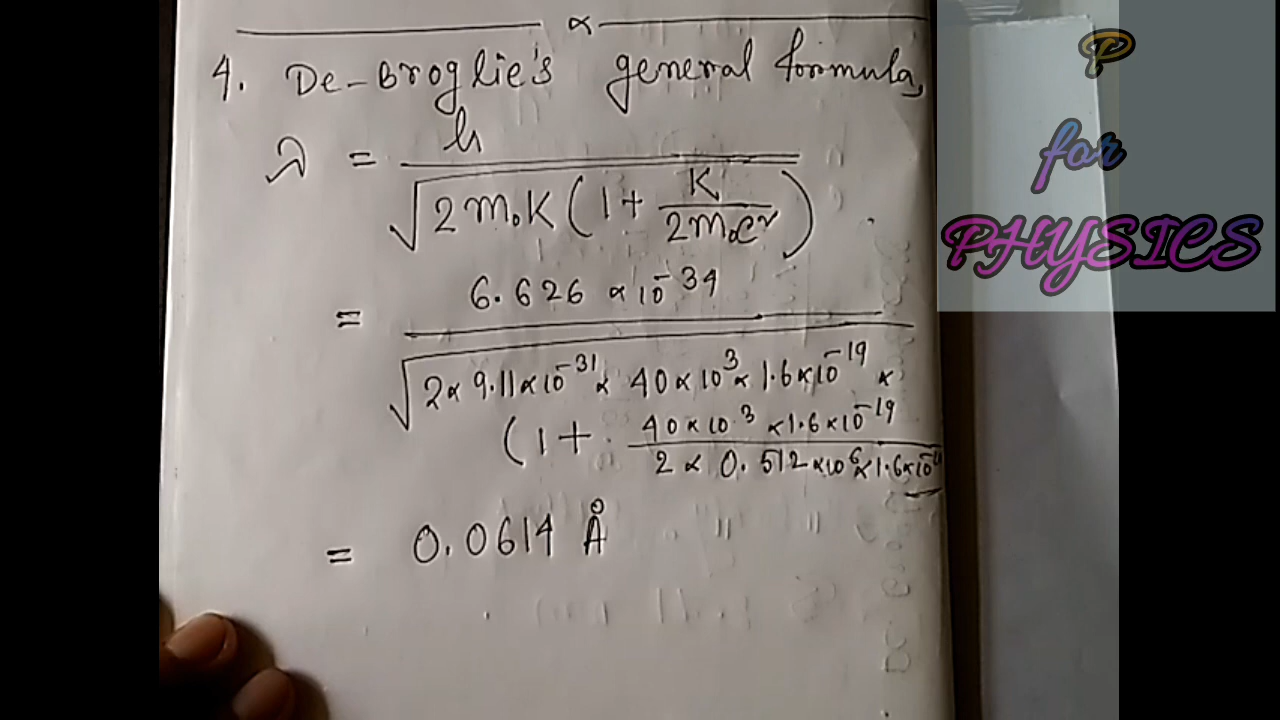 ∝
4. De-Broglie's general formula,
λ = h / √(2m₀K(1 + K/2m₀c²))
= 6.626 × 10⁻³⁴ / √(2 × 9.11 × 10⁻³¹ × 40 × 10³ × 1.6 × 10⁻¹⁹ ×
(1 + 40 × 10³ × 1.6 × 10⁻¹⁹ / 2 × 0.512 × 10⁶ × 1.6 × 10⁻¹⁹
= 0.0614 Å
P
for
PHYSICS